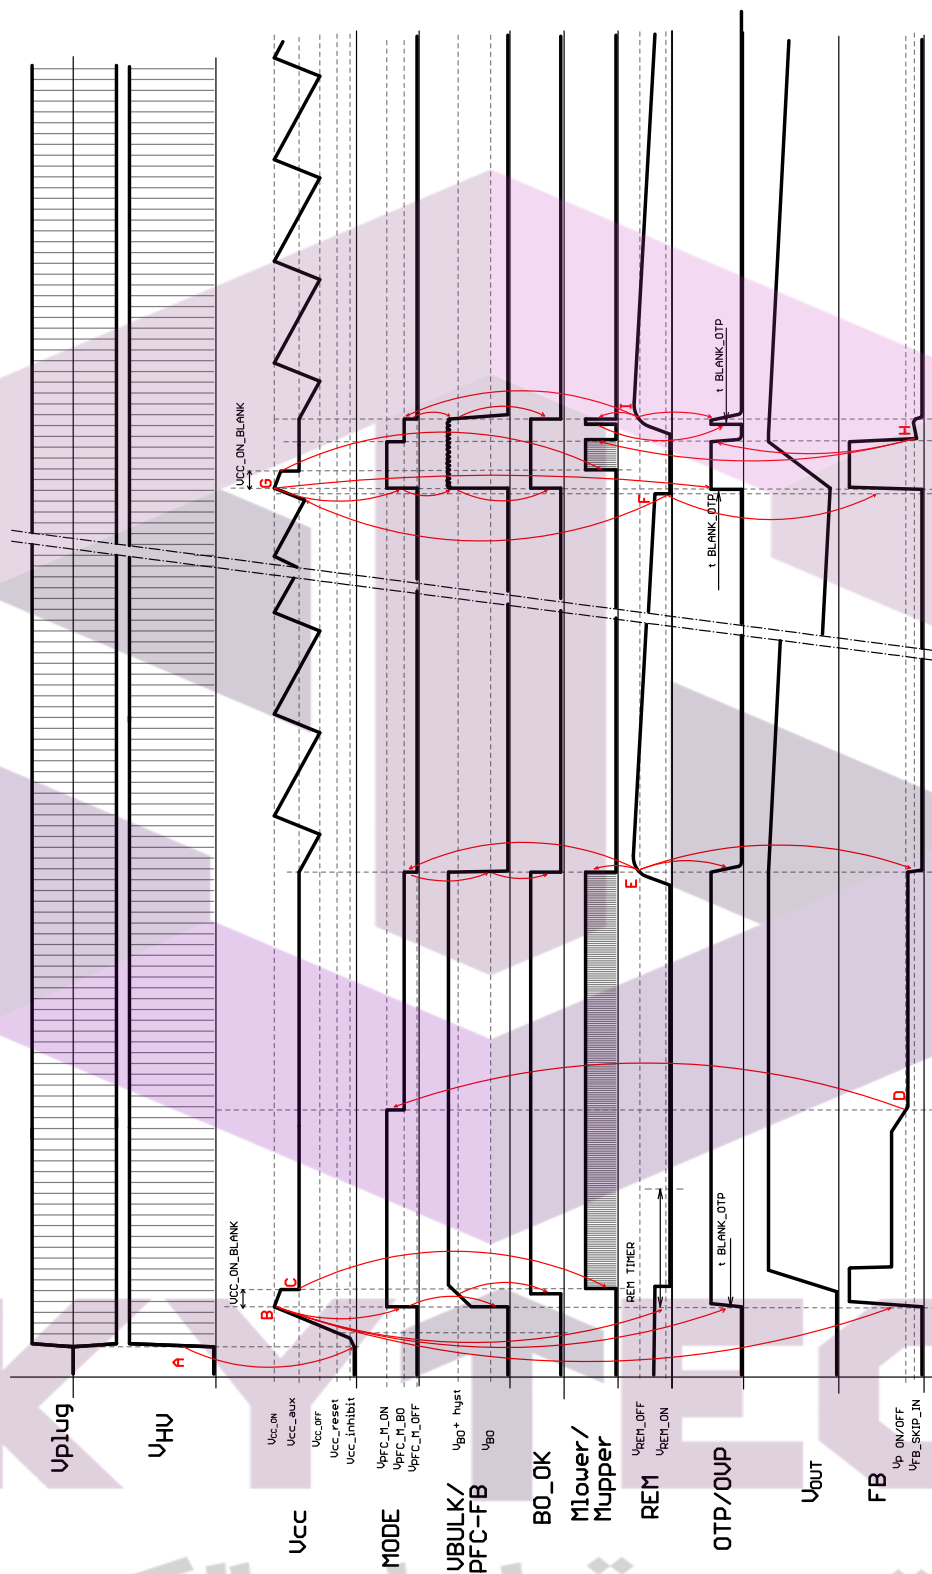 Vplug
VHV
Vcc
VCC_ON
Vcc_aux
VCC_OFF
Vcc_reset
Vcc_inhibit
MODE
VPFC_M_ON
VPFC_M_BO
VPFC_M_OFF
VBULK/
PFC-FB
VBO+ hyst
VBO
BO_OK
Mlower/
Mupper
REM
VREM_OFF
VREM_ON
OTP/OVP
VOUT
FB
Vp ON/OFF
VFB_SKIP_IN
A
B
C
D
E
F
G
H
I
VCC_ON_BLANK
VCC_ON_BLANK
REM TIMER
t BLANK_OTP
t BLANK_OTP
t BLANK_OTP
KYTEC